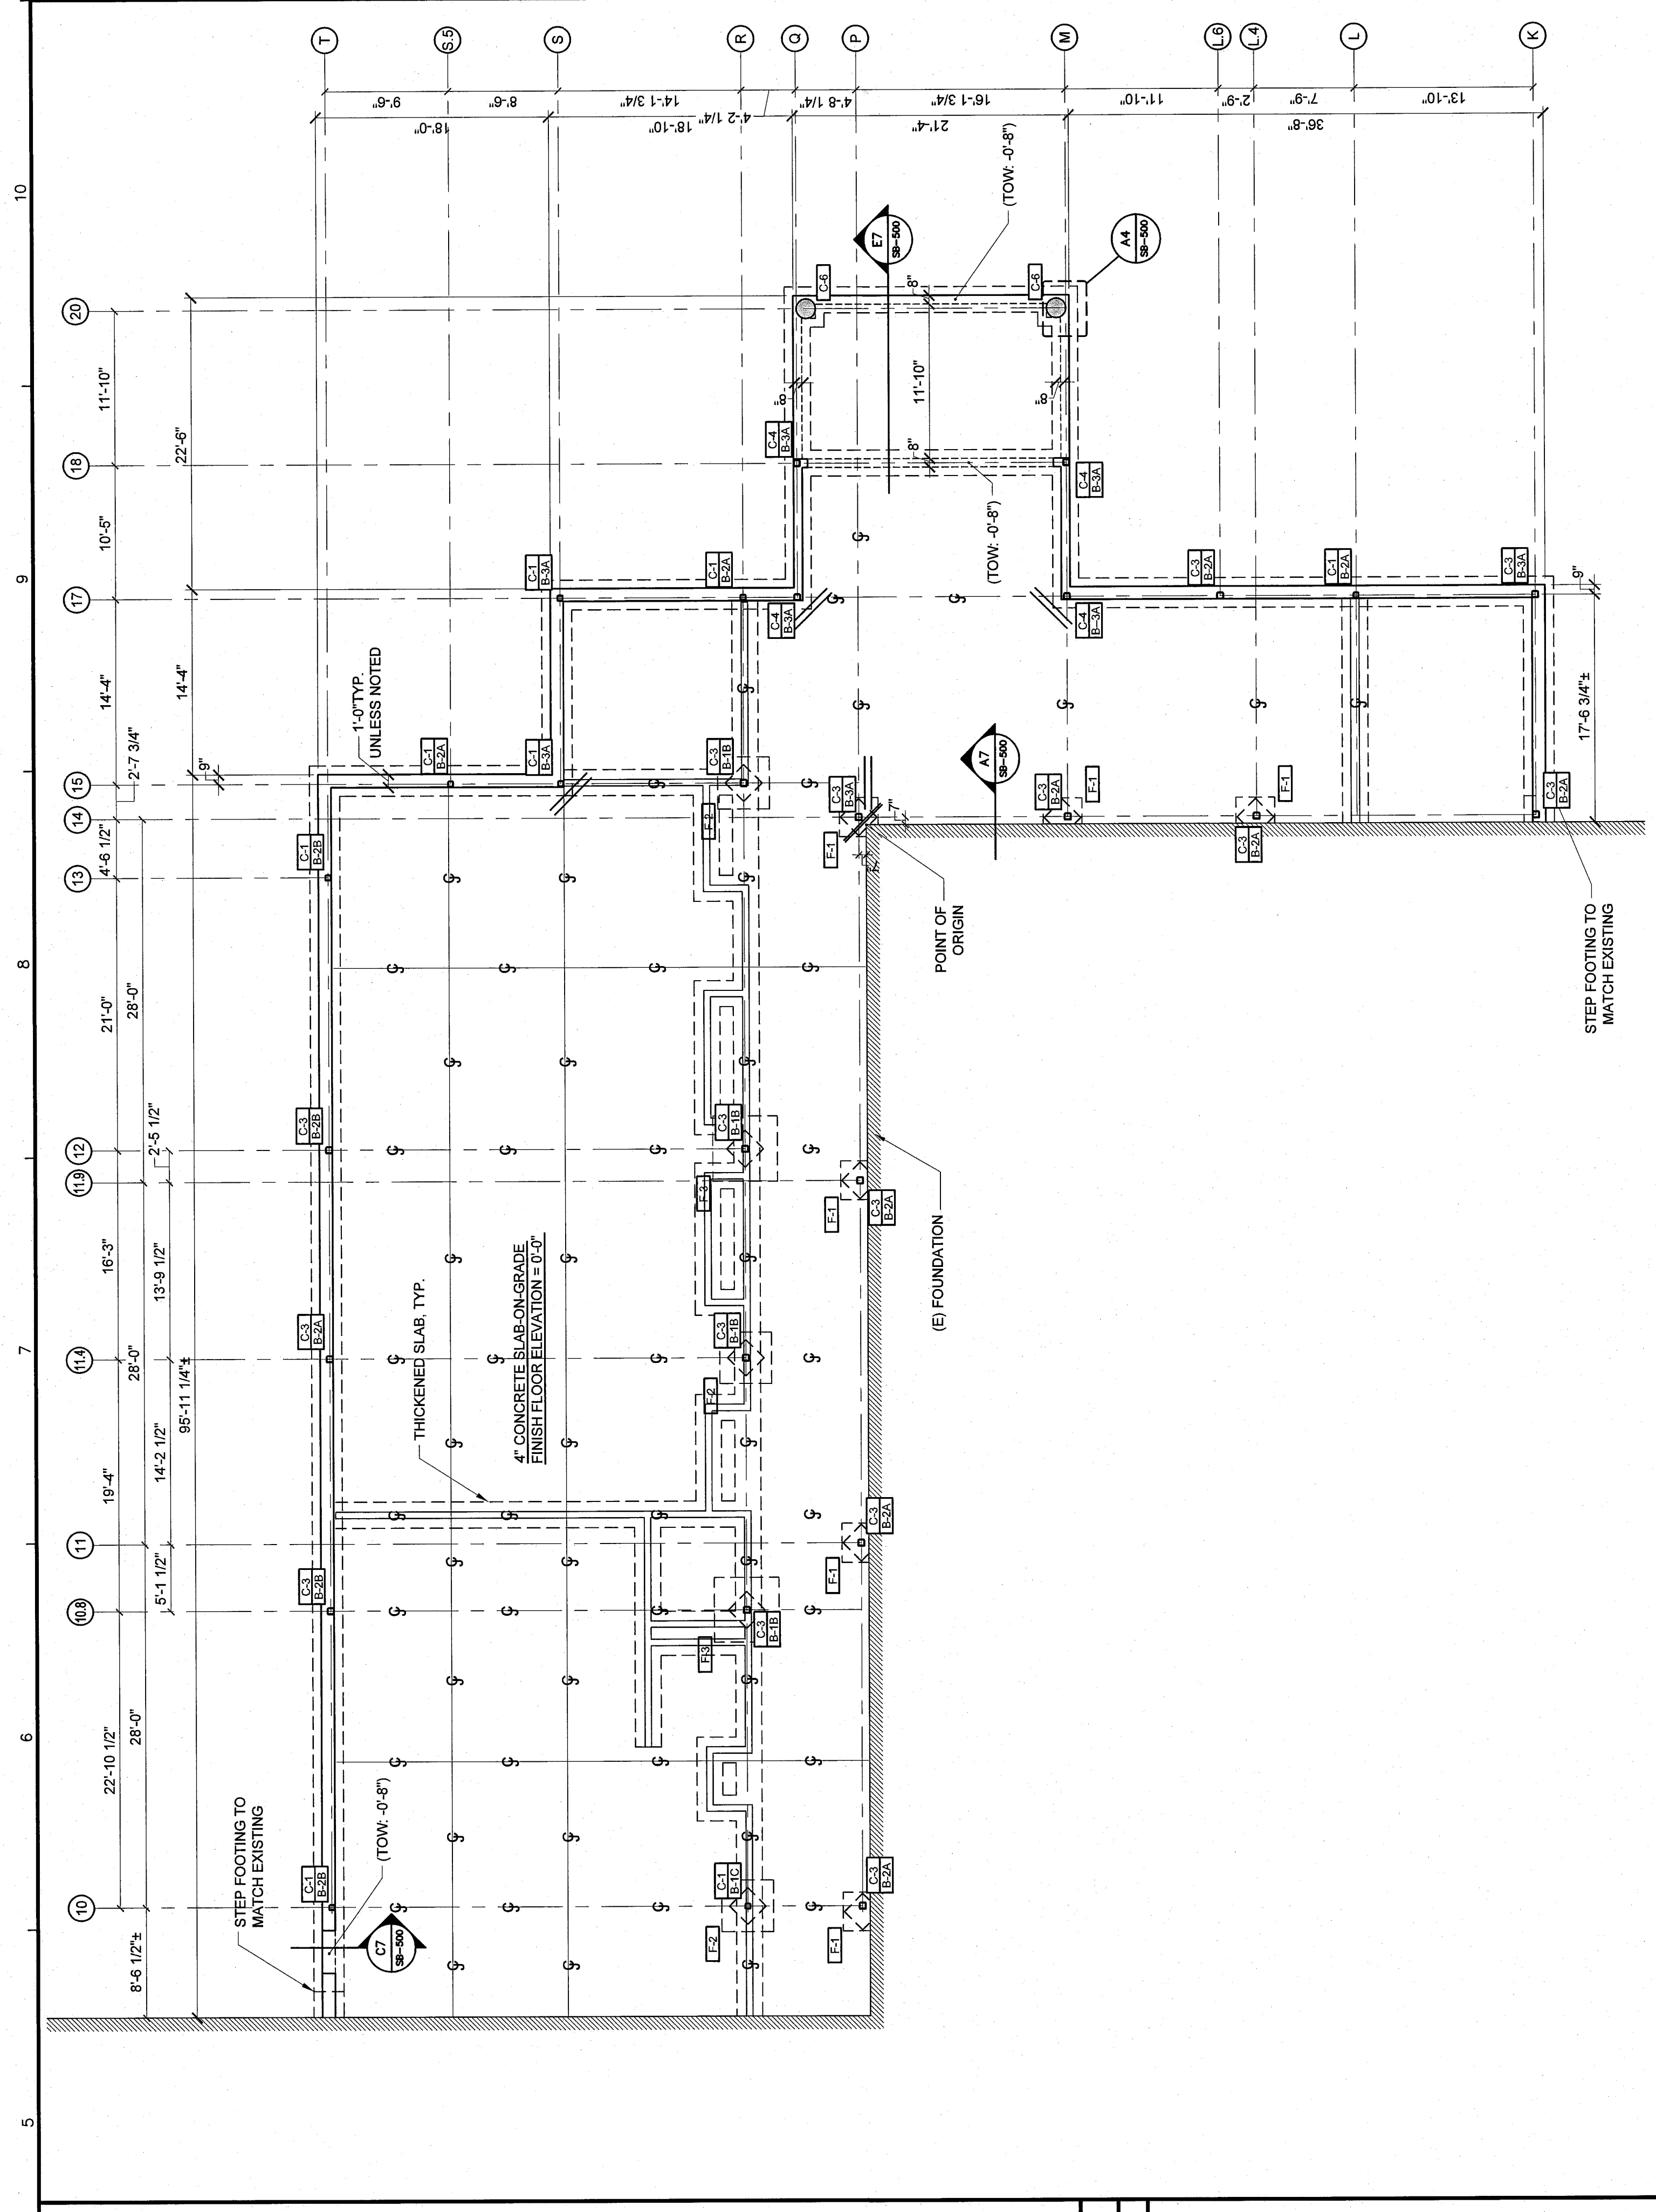 5
6
7
8
9
10
10
10.8
11
11.4
11.9
12
13
14
15
17
18
20
T
S.5
S
R
Q
P
M
L.6
L.4
L
K
22'-10 1/2"
19'-4"
16'-3"
21'-0"
4'-6 1/2"
14'-4"
10'-5"
11'-10"
2'-7 3/4"
8'-6 1/2"±
28'-0"
28'-0"
28'-0"
5'-1 1/2"
14'-2 1/2"
13'-9 1/2"
2'-5 1/2"
95'-11 1/4"±
9"
14'-4"
22'-6"
9'-6"
8'-6"
14'-1 3/4"
4'-2 1/4"
4'-8 1/4"
16'-1 3/4"
11'-10"
2'-9"
7'-9"
13'-10"
18'-0"
18'-10"
21'-4"
36'-8"
STEP FOOTING TO
MATCH EXISTING
(TOW: -0'-8")
C7
SB-500
C-1
B-2B
C-3
B-2B
C-3
B-2A
C-3
B-2B
C-1
B-2B
1'-0"TYP.
UNLESS NOTED
C-1
B-2A
C-1
B-3A
C-1
B-3A
C-1
B-2A
THICKENED SLAB, TYP.
4" CONCRETE SLAB-ON-GRADE
FINISH FLOOR ELEVATION = 0'-0"
F-2
C-1
B-1C
F-3
C-3
B-1B
F-2
C-3
B-1B
F-3
C-3
B-1B
F-2
C-3
B-1B
F-1
C-3
B-2A
F-1
C-3
B-2A
F-1
C-3
B-2A
F-1
C-3
B-3A
7"
7"
C-4
B-3A
C-4
B-3A
C-6
C-6
8"
8"
8"
8"
11'-10"
E7
SB-500
(TOW: -0'-8")
(TOW: -0'-8")
A4
SB-500
C-4
B-3A
C-4
B-3A
A7
SB-500
POINT OF
ORIGIN
(E) FOUNDATION
C-3
B-2A
F-1
C-3
B-2A
F-1
C-3
B-2A
C-1
B-2A
C-3
B-3A
9"
17'-6 3/4"±
C-3
B-2A
STEP FOOTING TO
MATCH EXISTING